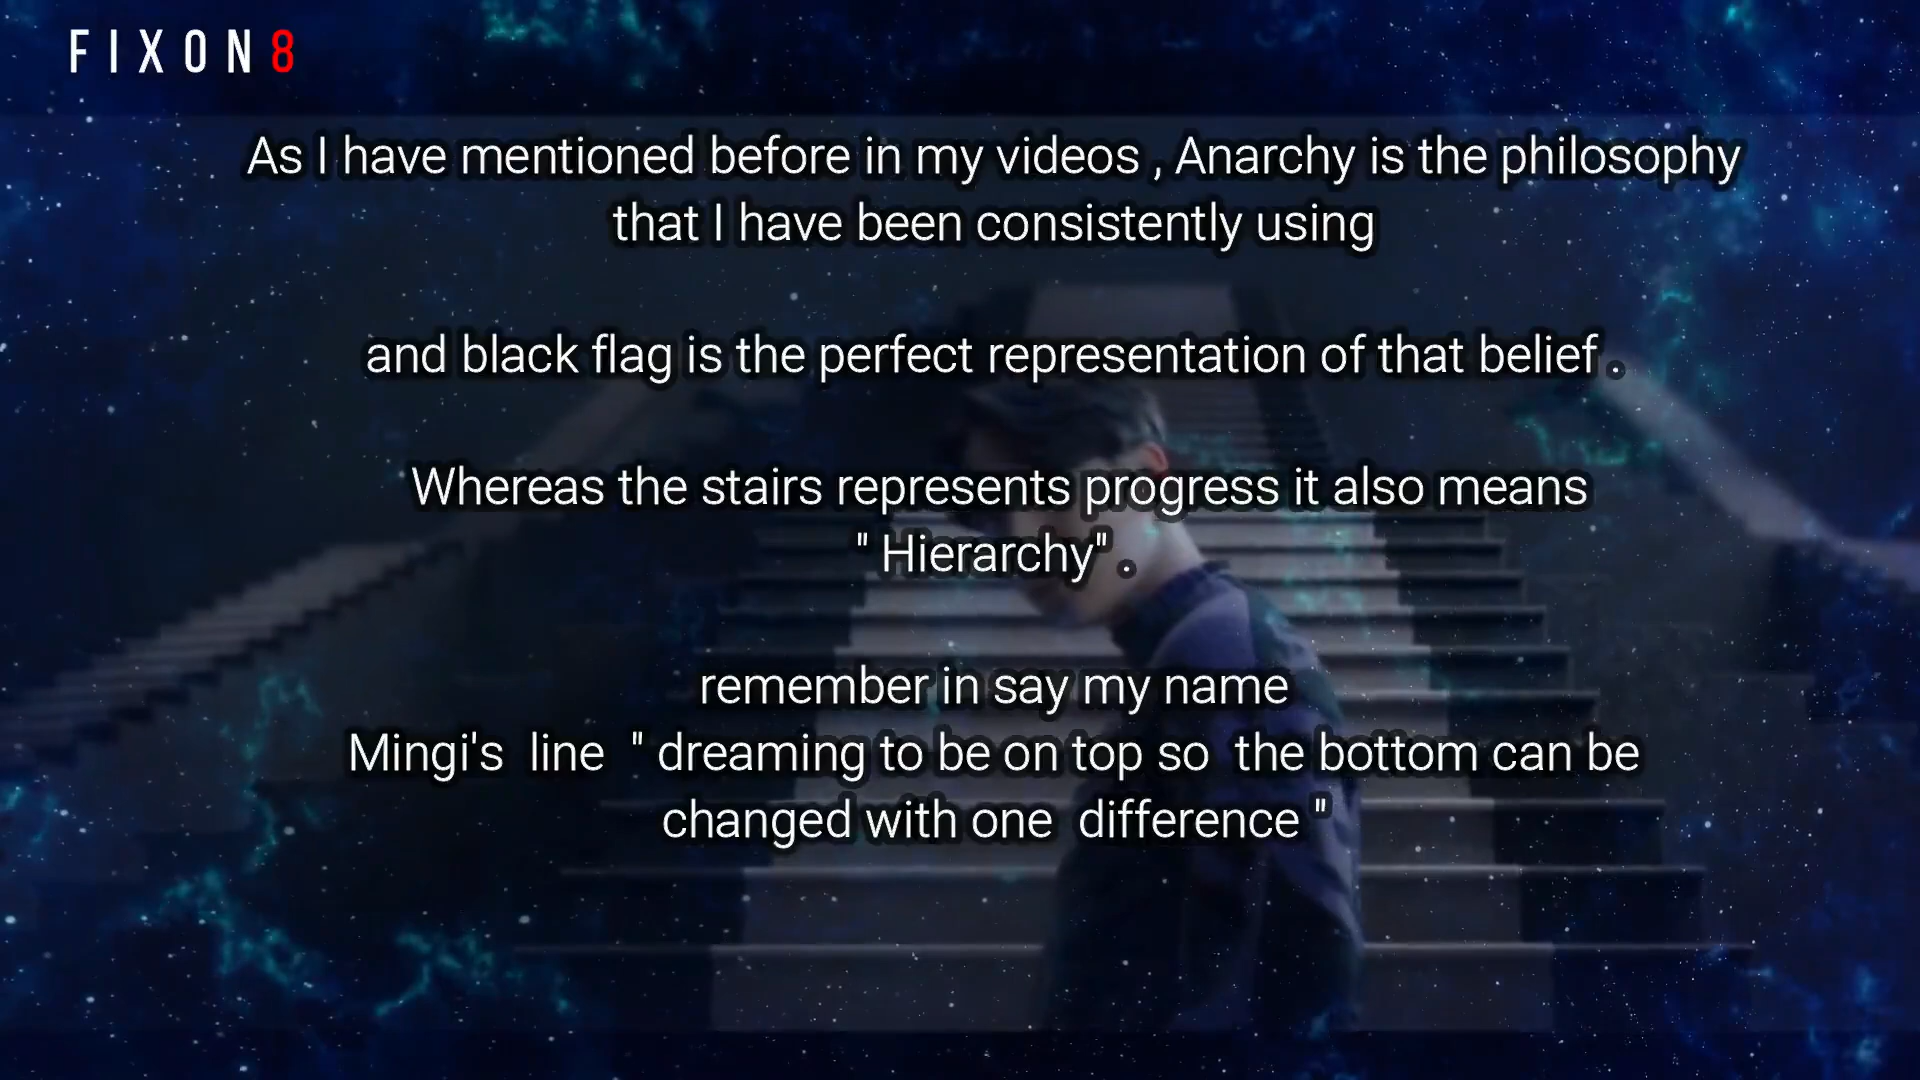 FIXON8
As I have mentioned before in my videos , Anarchy is the philosophy
that I have been consistently using
and black flag is the perfect representation of that belief .
Whereas the stairs represents progress it also means
" Hierarchy" .
remember in say my name
Mingi's line " dreaming to be on top so the bottom can be
changed with one difference "